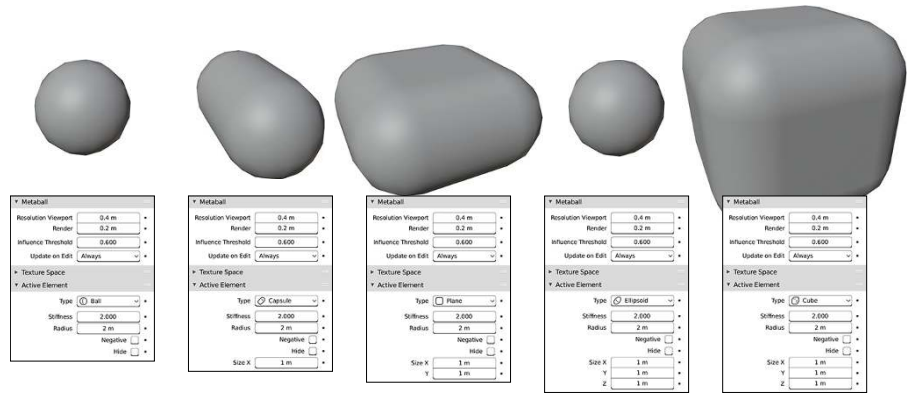 Metaball
Resolution Viewport 0.4 m
Render 0.2 m
Influence Threshold 0.600
Update on Edit Always
Texture Space
Active Element
Type Ball
Stiffness 2.000
Radius 2 m
Negative
Hide
Metaball
Resolution Viewport 0.4 m
Render 0.2 m
Influence Threshold 0.600
Update on Edit Always
Texture Space
Active Element
Type Capsule
Stiffness 2.000
Radius 2 m
Negative
Hide
Size X 1 m
Metaball
Resolution Viewport 0.4 m
Render 0.2 m
Influence Threshold 0.600
Update on Edit Always
Texture Space
Active Element
Type Plane
Stiffness 2.000
Radius 2 m
Negative
Hide
Size X 1 m
Y 1 m
Metaball
Resolution Viewport 0.4 m
Render 0.2 m
Influence Threshold 0.600
Update on Edit Always
Texture Space
Active Element
Type Ellipsoid
Stiffness 2.000
Radius 2 m
Negative
Hide
Size X 1 m
Y 1 m
Z 1 m
Metaball
Resolution Viewport 0.4 m
Render 0.2 m
Influence Threshold 0.600
Update on Edit Always
Texture Space
Active Element
Type Cube
Stiffness 2.000
Radius 2 m
Negative
Hide
Size X 1 m
Y 1 m
Z 1 m